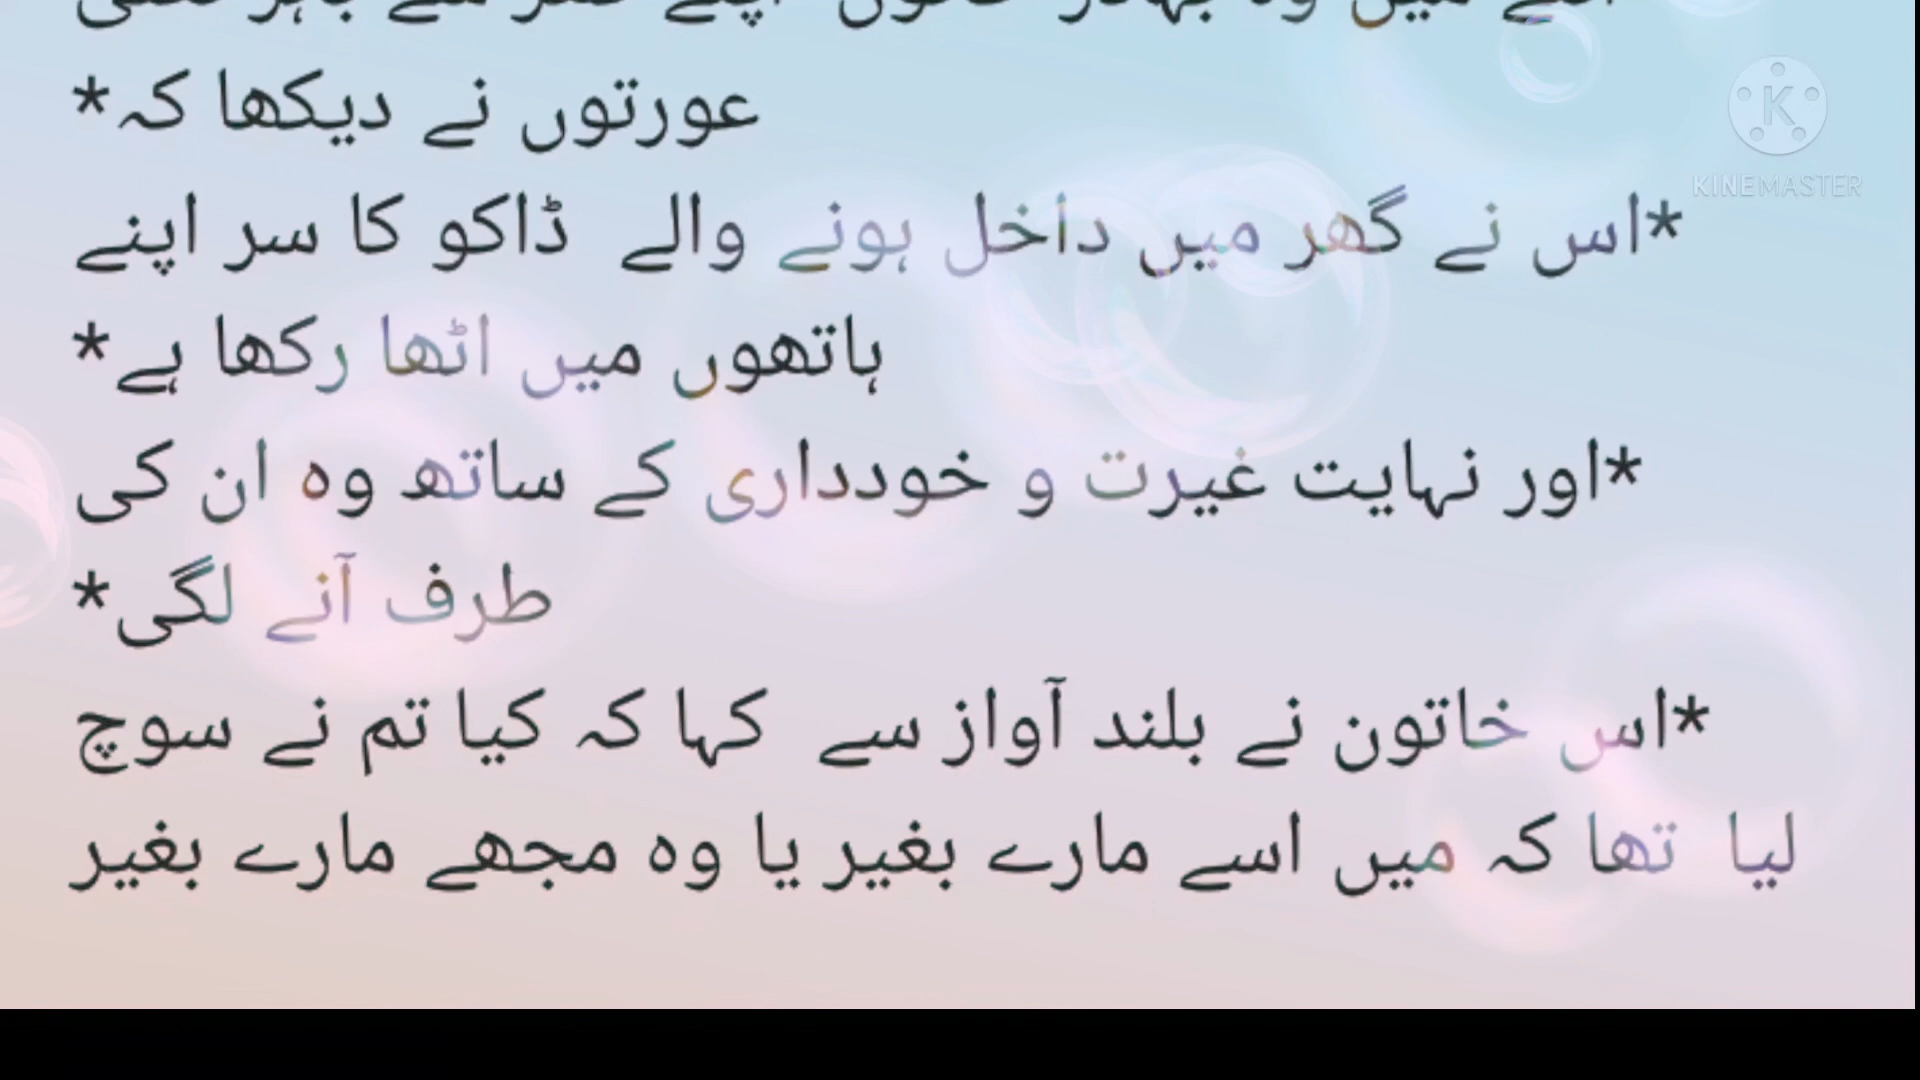 عورتوں نے دیکھا کہ*
*اس نے گھر میں داخل ہونے والے ڈاکو کا سر اپنے
ہاتھوں میں اٹھا رکھا ہے*
*اور نہایت غیرت و خودداری کے ساتھ وہ ان کی
طرف آنے لگی*
*اس خاتون نے بلند آواز سے کہا کہ کیا تم نے سوچ
لیا تھا کہ میں اسے مارے بغیر یا وہ مجھے مارے بغیر
KINEMASTER